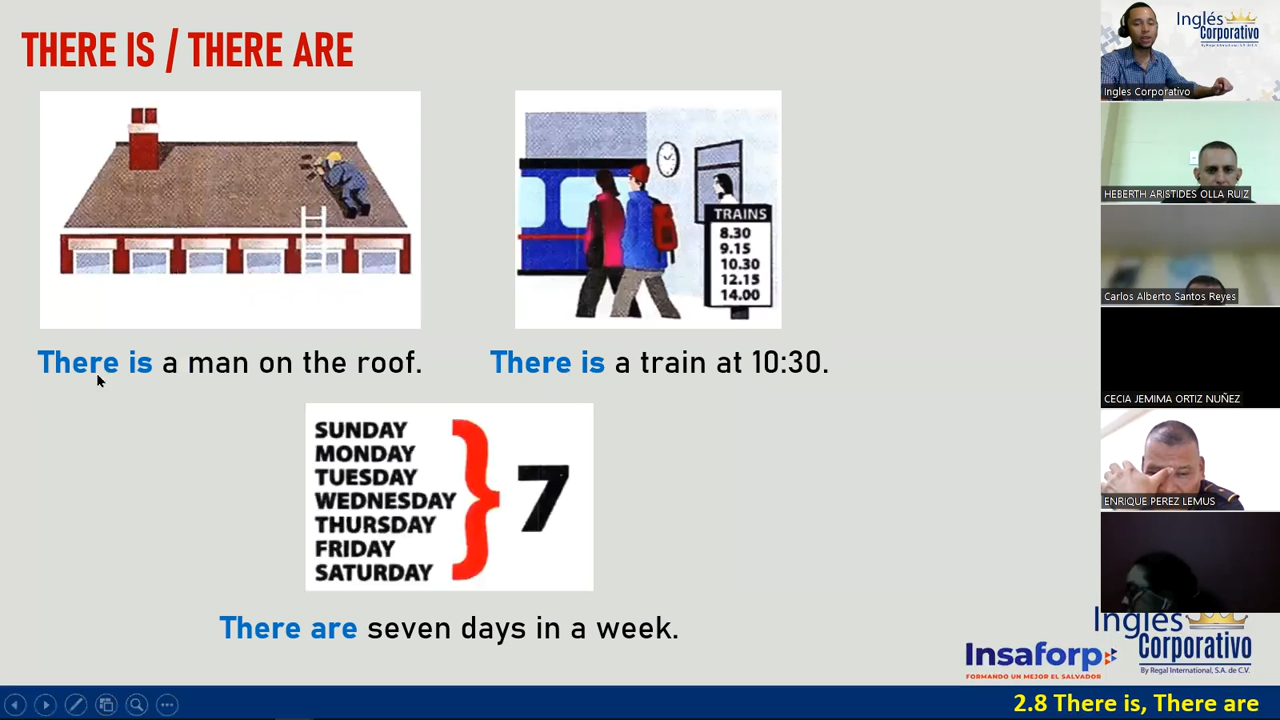 THERE IS / THERE ARE
TRAINS
8.30
9.15
10.30
12.15
14.00
There is a man on the roof.
There is a train at 10:30.
SUNDAY
MONDAY
TUESDAY
WEDNESDAY
THURSDAY
FRIDAY
SATURDAY
7
There are seven days in a week.
Inglés
Corporativo
By Regal International, S.A. de C.V.
Ingles Corporativo
HEBERTH ARISTIDES OLLA RUIZ
Carlos Alberto Santos Reyes
CECIA JEMIMA ORTIZ NUÑEZ
ENRIQUE PEREZ LEMUS
Insaforp
FORMANDO UN MEJOR EL SALVADOR
Inglés
Corporativo
By Regal International, S.A. de C.V.
2.8 There is, There are